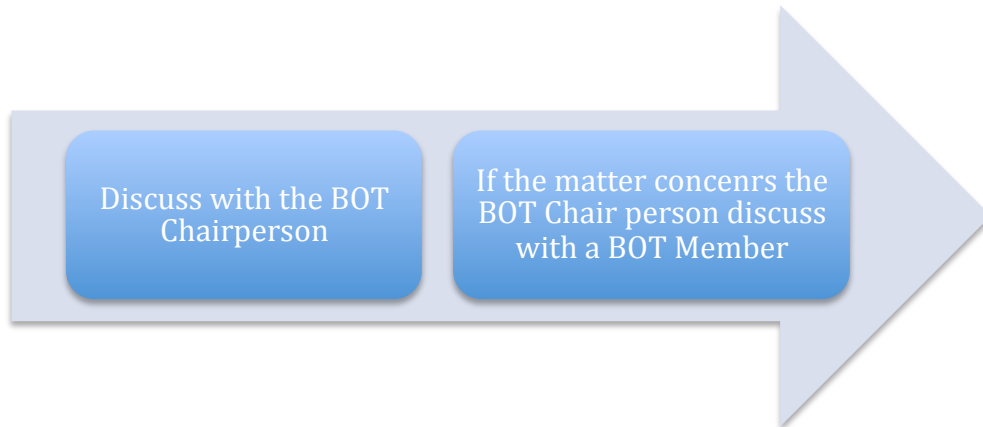 Discuss with the BOT
Chairperson
If the matter concenrs the
BOT Chair person discuss
with a BOT Member